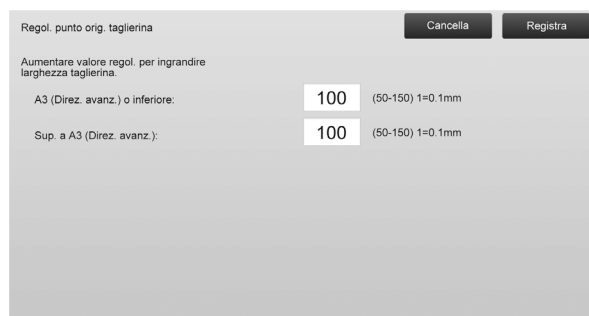 Regol. punto orig. taglierina
Cancella
Registra
Aumentare valore regol. per ingrandire
larghezza taglierina.
A3 (Direz. avanz.) o inferiore:
100
(50-150) 1=0.1mm
Sup. a A3 (Direz. avanz.):
100
(50-150) 1=0.1mm